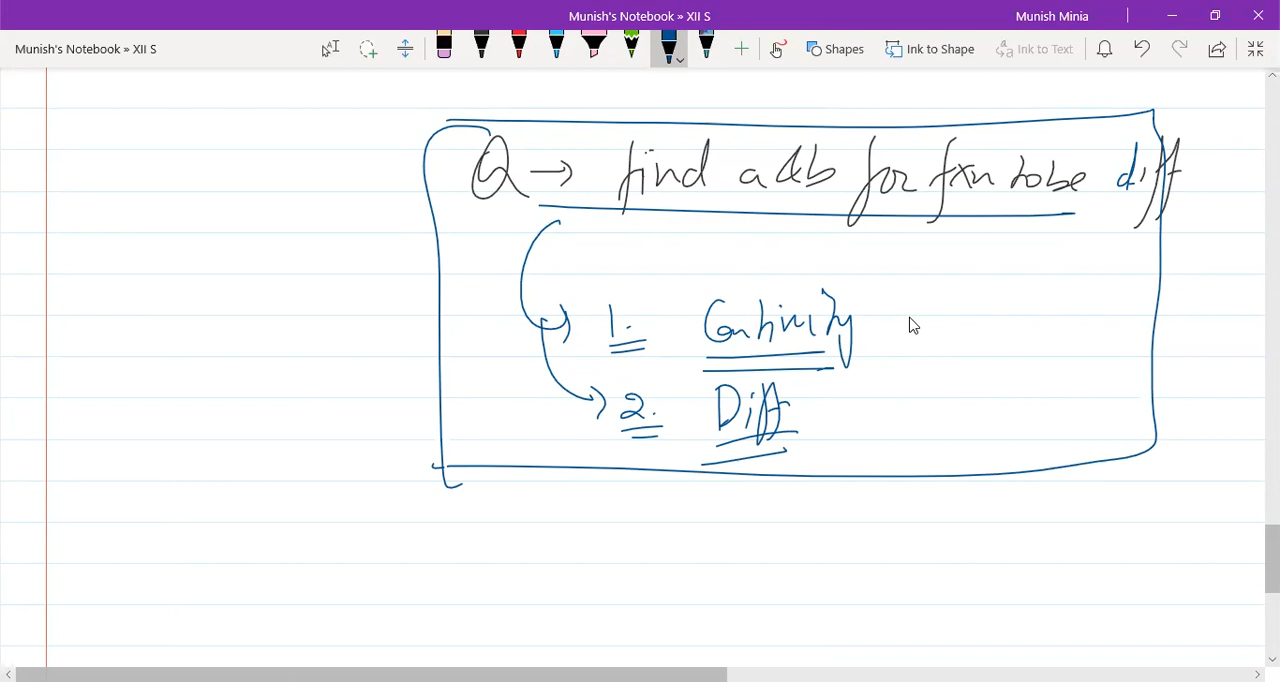 Munish's Notebook » XII S
Munish Minia
Munish's Notebook » XII S
Shapes
Ink to Shape
Ink to Text
Q → find a & b for fxn to be diff
1. Continuity
2. Diff